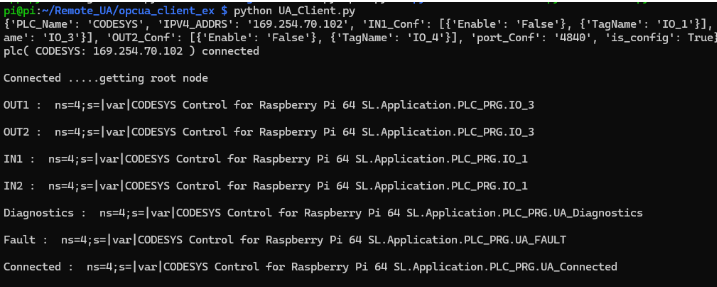 pi@pi:~/Remote_UA/opcua_client_ex $ python UA_Client.py
{'PLC_Name': 'CODESYS', 'IPV4_ADDRS': '169.254.70.102', 'IN1_Conf': [{'Enable': 'False'}, {'TagName': 'IO_1'}],
ame': 'IO_3'}], 'OUT2_Conf': [{'Enable': 'False'}, {'TagName': 'IO_4'}], 'port_Conf': '4840', 'is_config': True}
plc( CODESYS: 169.254.70.102 ) connected
Connected .....getting root node
OUT1 :  ns=4;s=|var|CODESYS Control for Raspberry Pi 64 SL.Application.PLC_PRG.IO_3
OUT2 :  ns=4;s=|var|CODESYS Control for Raspberry Pi 64 SL.Application.PLC_PRG.IO_3
IN1 :  ns=4;s=|var|CODESYS Control for Raspberry Pi 64 SL.Application.PLC_PRG.IO_1
IN2 :  ns=4;s=|var|CODESYS Control for Raspberry Pi 64 SL.Application.PLC_PRG.IO_1
Diagnostics :  ns=4;s=|var|CODESYS Control for Raspberry Pi 64 SL.Application.PLC_PRG.UA_Diagnostics
Fault :  ns=4;s=|var|CODESYS Control for Raspberry Pi 64 SL.Application.PLC_PRG.UA_FAULT
Connected :  ns=4;s=|var|CODESYS Control for Raspberry Pi 64 SL.Application.PLC_PRG.UA_Connected